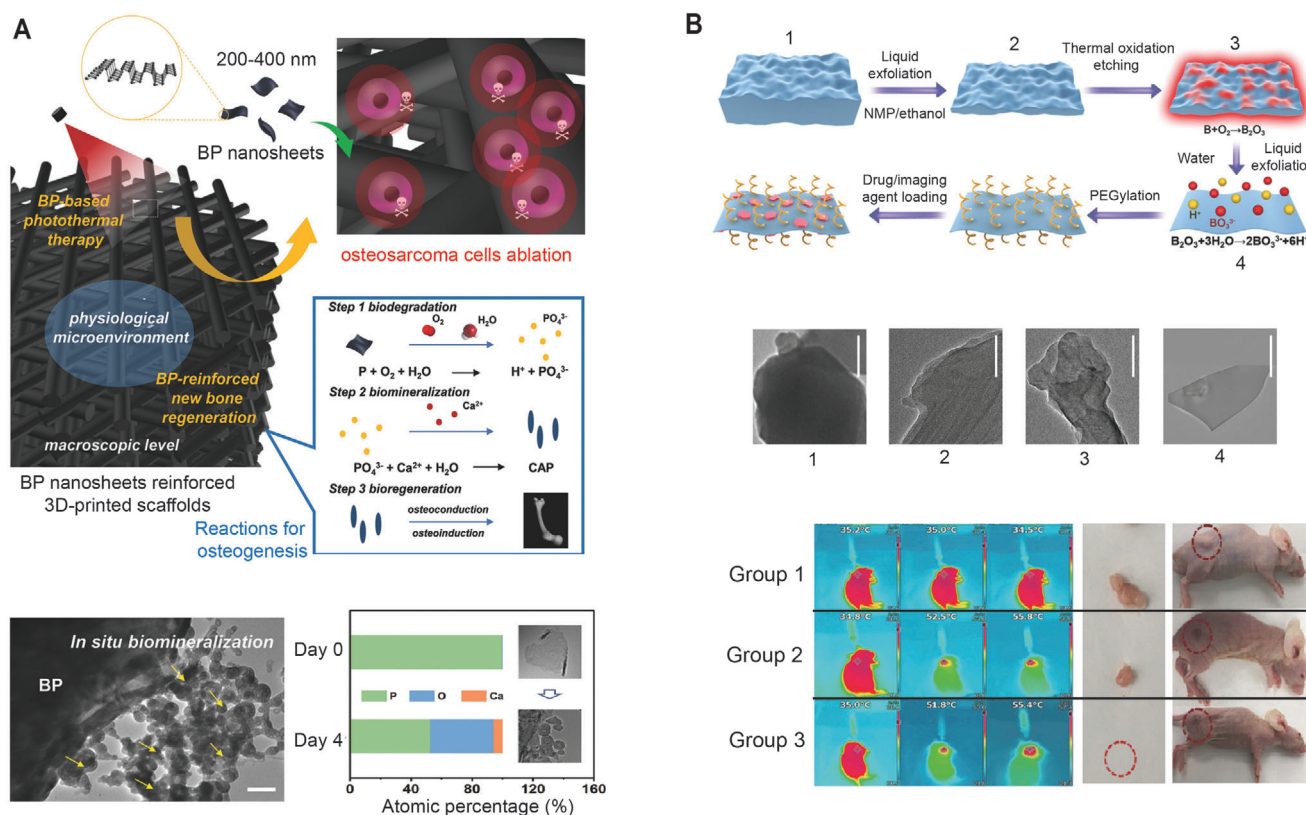 A
200-400 nm
BP nanosheets
BP-based
photothermal
therapy
osteosarcoma cells ablation
physiological
microenvironment
BP-reinforced
new bone
regeneration
macroscopic level
BP nanosheets reinforced
3D-printed scaffolds
Reactions for
osteogenesis
Step 1 biodegradation
O₂
H₂O
PO₄³⁻
P + O₂ + H₂O
H⁺ + PO₄³⁻
Step 2 biomineralization
Ca²⁺
PO₄³⁻ + Ca²⁺ + H₂O
CAP
Step 3 bioregeneration
osteoconduction
osteoinduction
In situ biomineralization
BP
Day 0
P O Ca
Day 4
0 40 80 120 160
Atomic percentage (%)
B
1
Liquid
exfoliation
NMP/ethanol
2
Thermal oxidation
etching
3
B+O₂→B₂O₃
Water
Liquid
exfoliation
H⁺
BO₃³⁻
B₂O₃+3H₂O→2BO₃³⁻+6H⁺
4
PEGylation
Drug/imaging
agent loading
1
2
3
4
Group 1
35.2°C
35.0°C
34.5°C
Group 2
34.8°C
52.5°C
55.8°C
Group 3
35.0°C
51.8°C
55.4°C